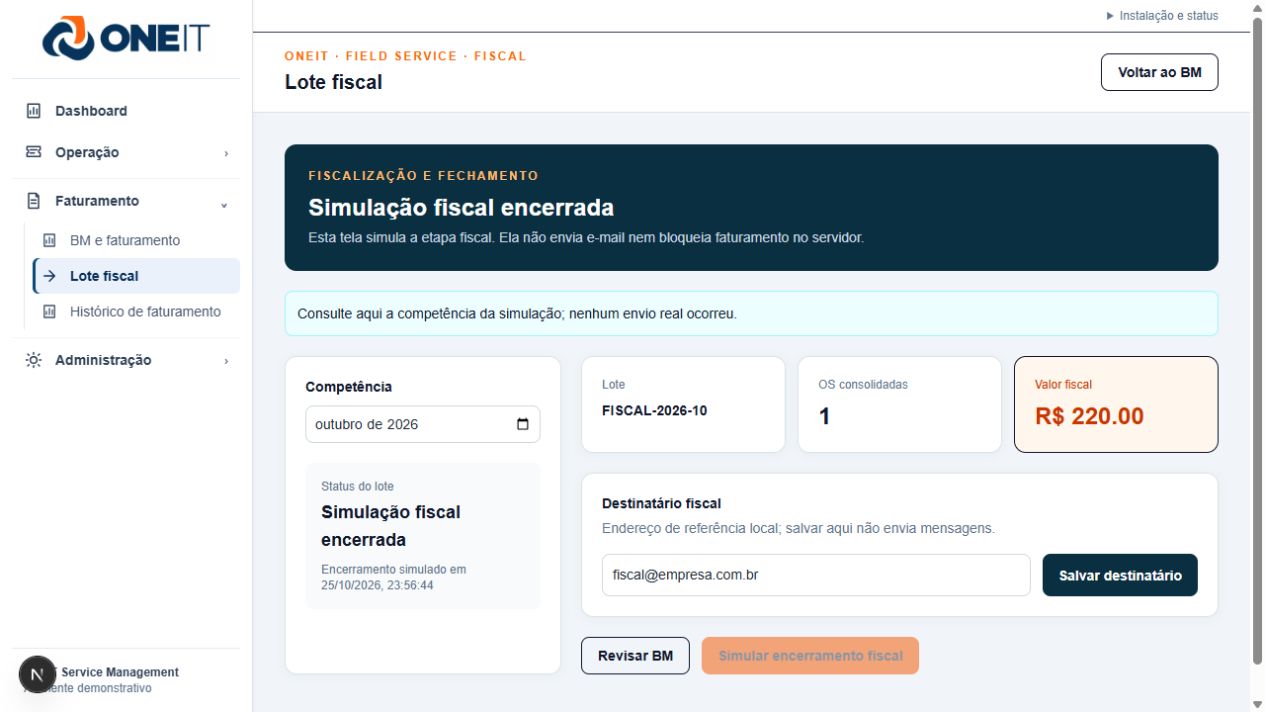 ONEIT
Dashboard
Operação
Faturamento
BM e faturamento
Lote fiscal
Histórico de faturamento
Administração
Service Management
demonstrativo
Instalação e status
ONEIT · FIELD SERVICE · FISCAL
Lote fiscal
Voltar ao BM
FISCALIZAÇÃO E FECHAMENTO
Simulação fiscal encerrada
Esta tela simula a etapa fiscal. Ela não envia e-mail nem bloqueia faturamento no servidor.
Consulte aqui a competência da simulação; nenhum envio real ocorreu.
Competência
outubro de 2026
Status do lote
Simulação fiscal
encerrada
Encerramento simulado em
25/10/2026, 23:56:44
Lote
FISCAL-2026-10
OS consolidadas
1
Valor fiscal
R$ 220.00
Destinatário fiscal
Endereço de referência local; salvar aqui não envia mensagens.
fiscal@empresa.com.br
Salvar destinatário
Revisar BM
Simular encerramento fiscal
N